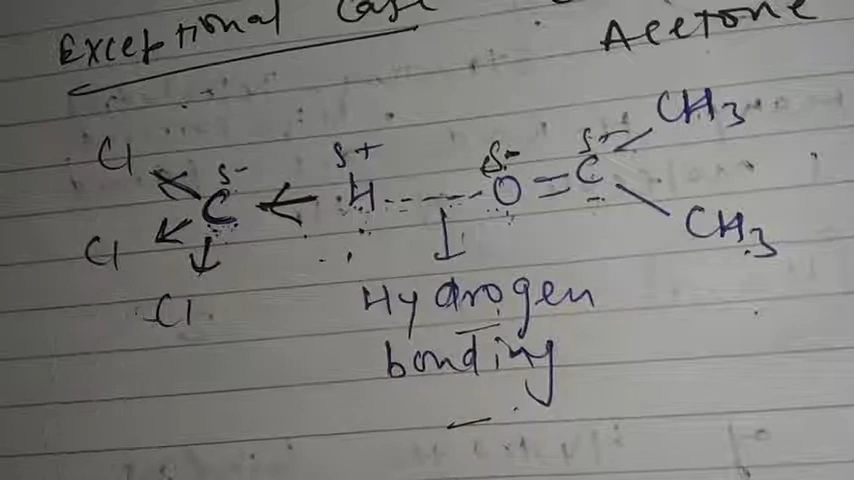 Exceptional Case
Acetone
Cl
δ-
C
δ+
H
δ-
O
δ+
C
CH3
Cl
CH3
Cl
Hydrogen
bonding